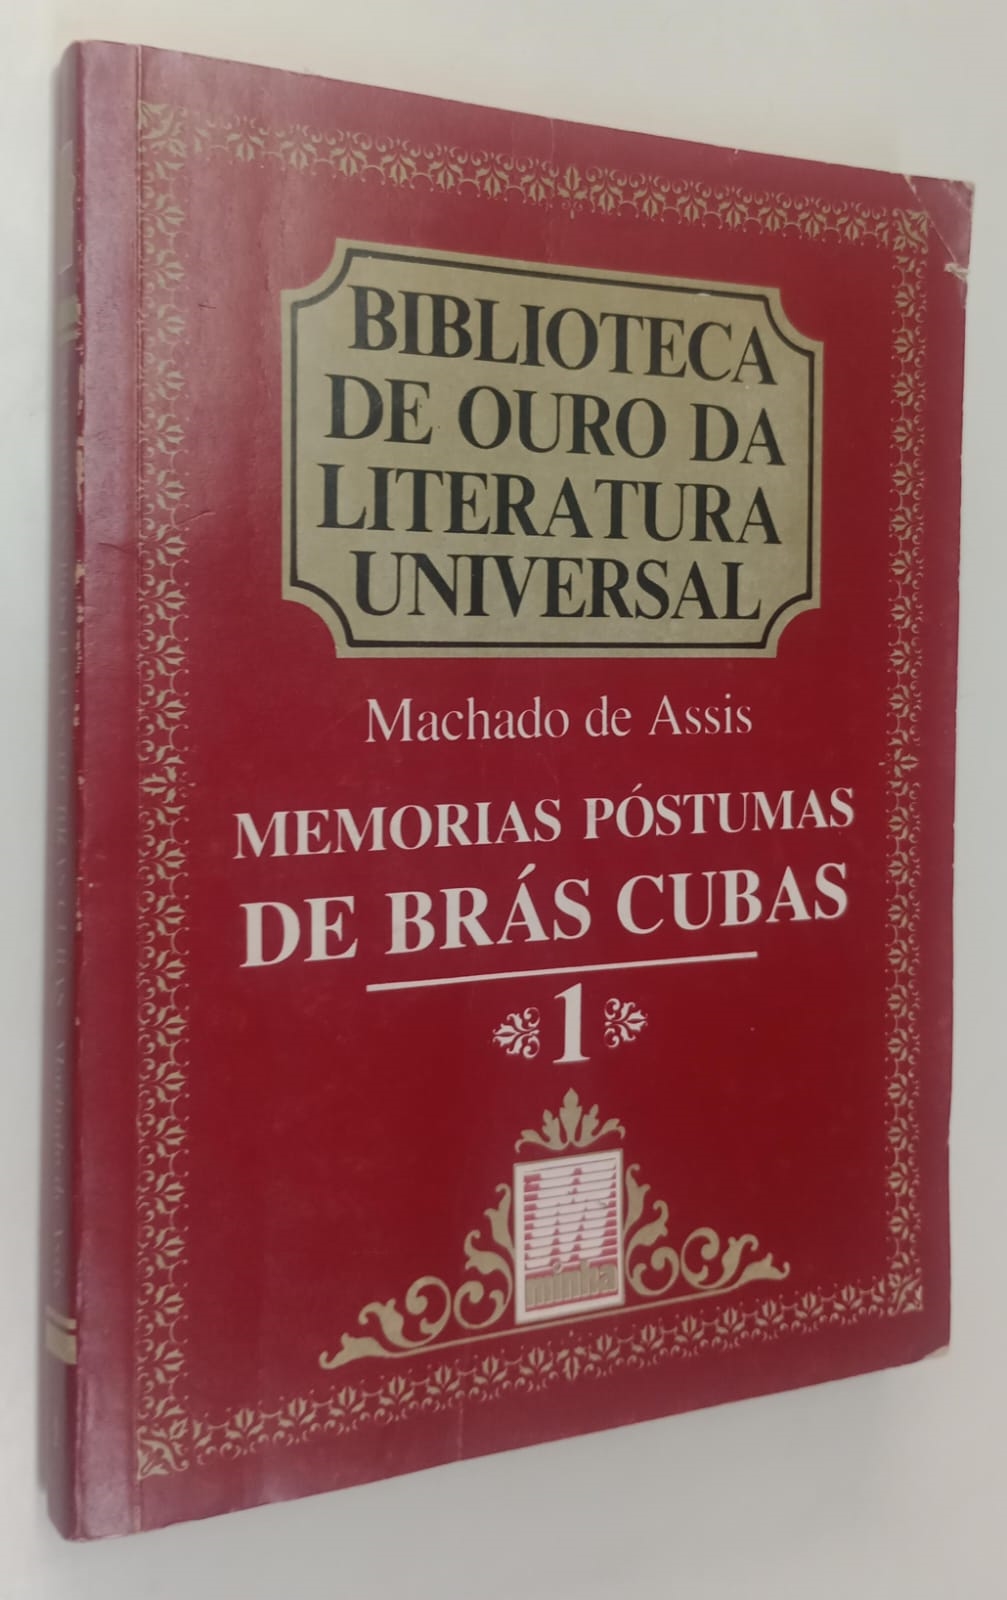 BIBLIOTECA
DE OURO DA
LITERATURA
UNIVERSAL
Machado de Assis
MEMORIAS PÓSTUMAS
DE BRÁS CUBAS
1
minha